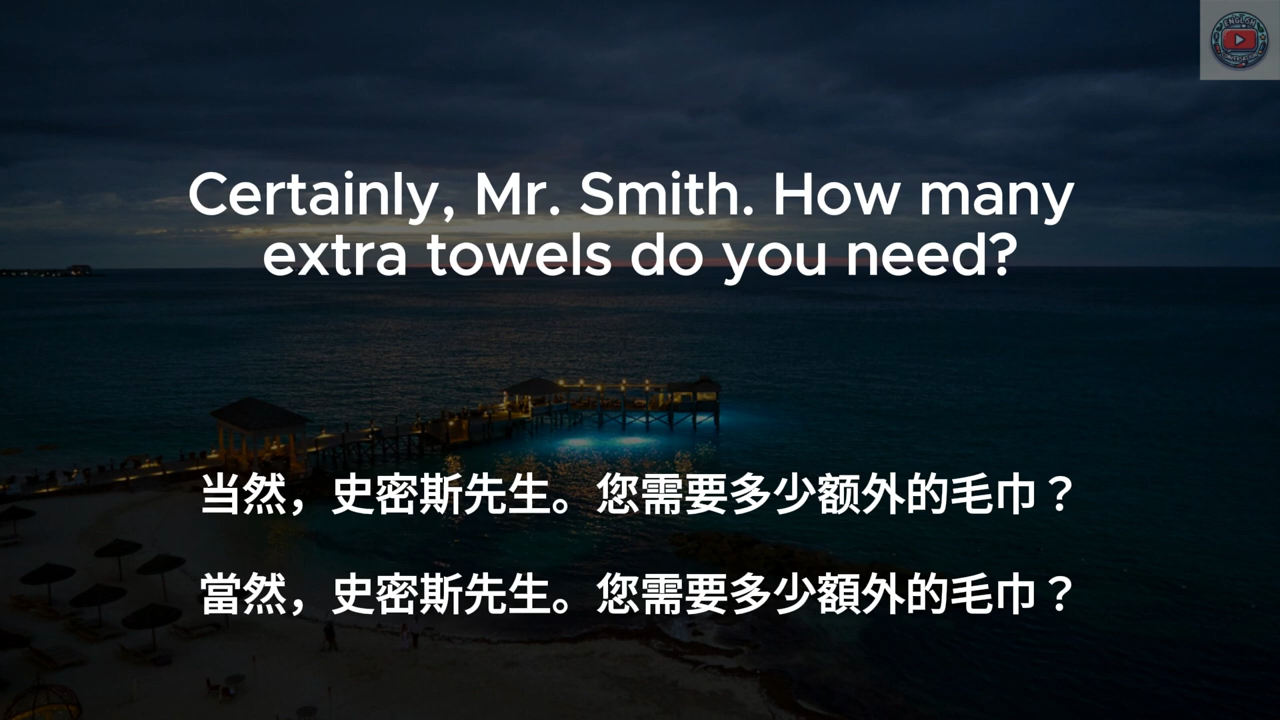 Certainly, Mr. Smith. How many
extra towels do you need?
当然，史密斯先生。您需要多少额外的毛巾？
當然，史密斯先生。您需要多少額外的毛巾？
ENGLISH